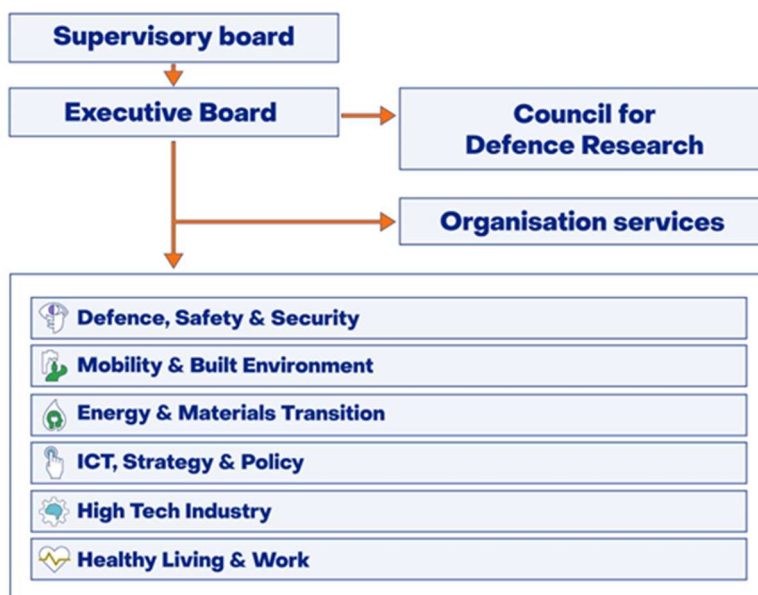 Supervisory board
Executive Board
Council for
Defence Research
Organisation services
Defence, Safety & Security
Mobility & Built Environment
Energy & Materials Transition
ICT, Strategy & Policy
High Tech Industry
Healthy Living & Work